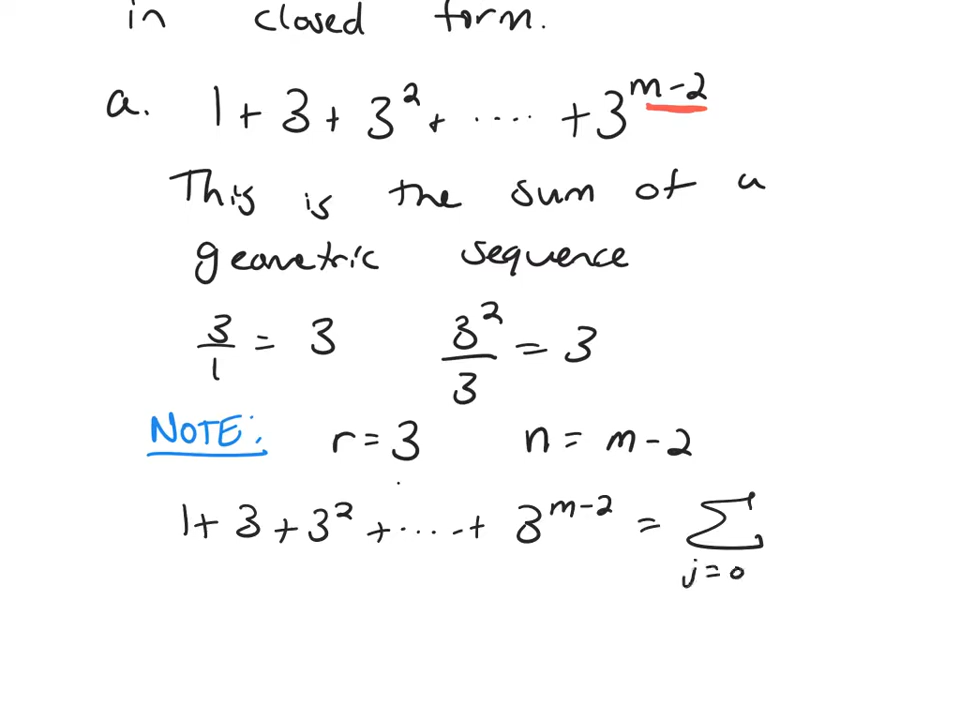 in closed form.
a. 1 + 3 + 3² + ···· + 3^{m-2}
This is the sum of a
geometric sequence
3/1 = 3 3²/3 = 3
NOTE: r = 3 n = m - 2
1 + 3 + 3² + ···· + 3^{m-2} = ∑_{j=0}